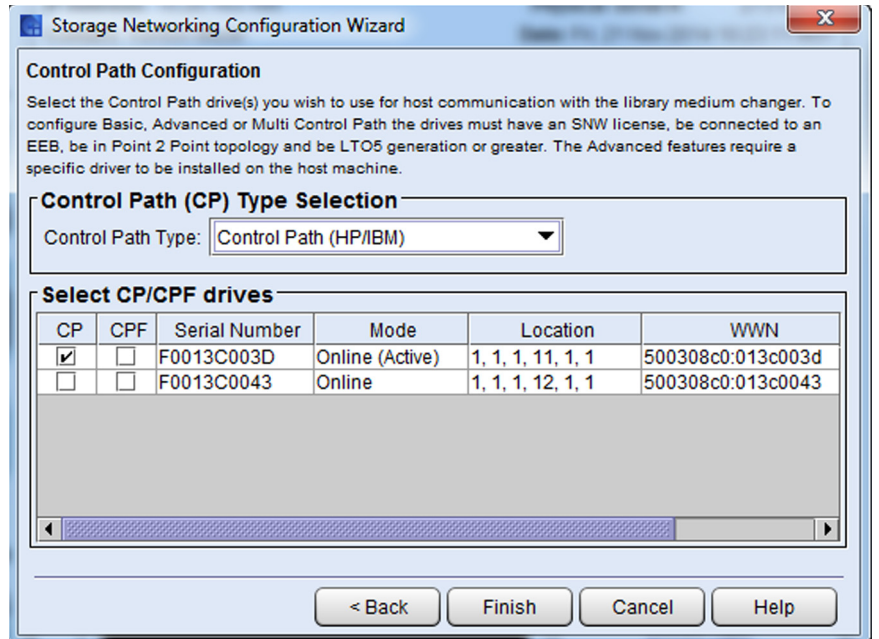 Storage Networking Configuration Wizard
Control Path Configuration
Select the Control Path drive(s) you wish to use for host communication with the library medium changer. To
configure Basic, Advanced or Multi Control Path the drives must have an SNW license, be connected to an
EEB, be in Point 2 Point topology and be LTO5 generation or greater. The Advanced features require a
specific driver to be installed on the host machine.
Control Path (CP) Type Selection
Control Path Type: Control Path (HP/IBM)
Select CP/CPF drives
CP CPF Serial Number Mode Location WWN
F0013C003D Online (Active) 1, 1, 1, 11, 1, 1 500308c0:013c003d
F0013C0043 Online 1, 1, 1, 12, 1, 1 500308c0:013c0043
< Back Finish Cancel Help